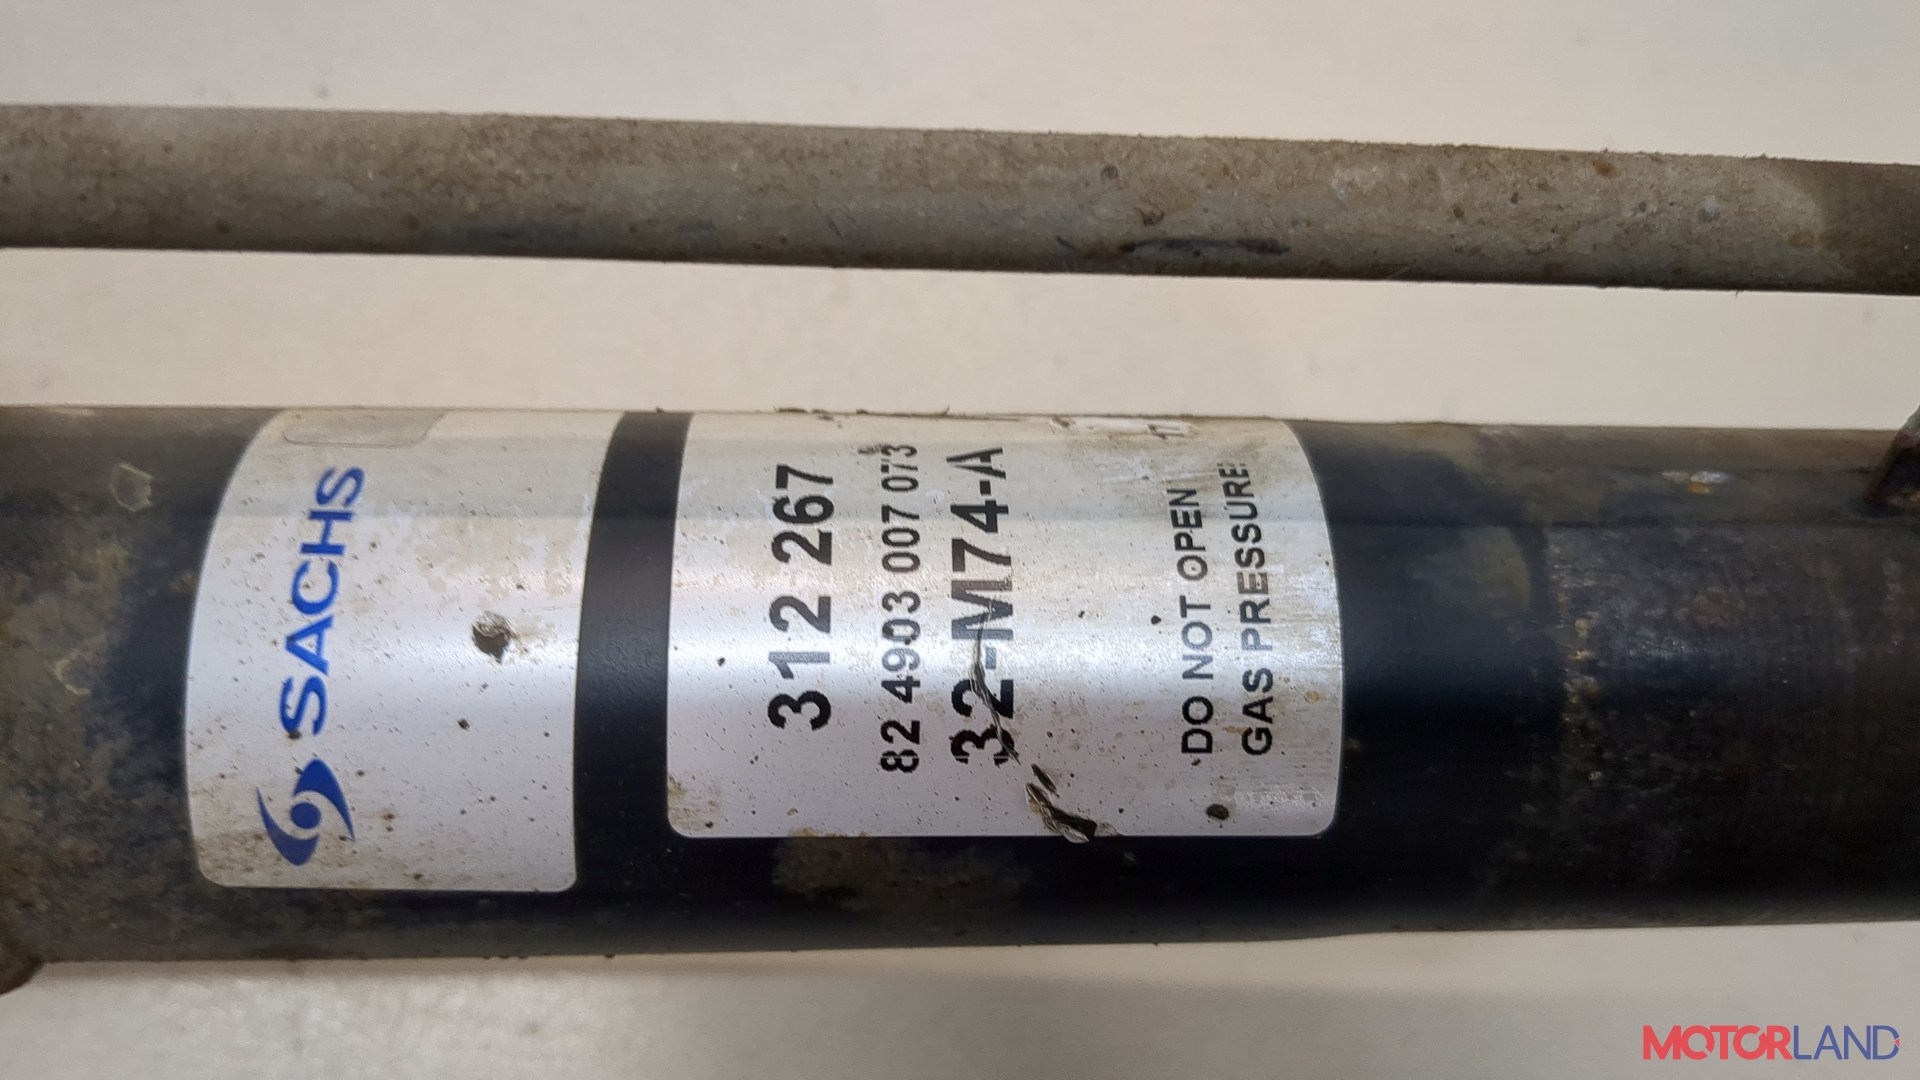 SACHS
312 267
82 4903 007 073
32-M74-A
DO NOT OPEN
GAS PRESSURE!
MOTORLAND